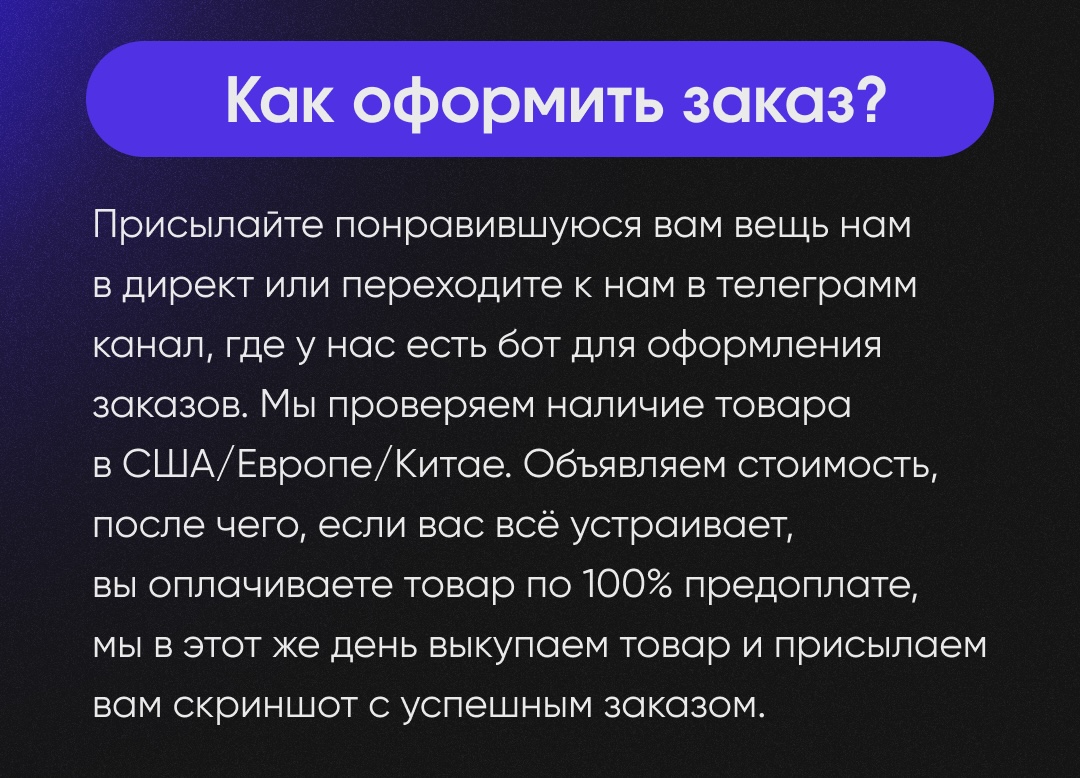 Как оформить заказ?
Присылайте понравившуюся вам вещь нам
в директ или переходите к нам в телеграмм
канал, где у нас есть бот для оформления
заказов. Мы проверяем наличие товара
в США/Европе/Китае. Объявляем стоимость,
после чего, если вас всё устраивает,
вы оплачиваете товар по 100% предоплате,
мы в этот же день выкупаем товар и присылаем
вам скриншот с успешным заказом.